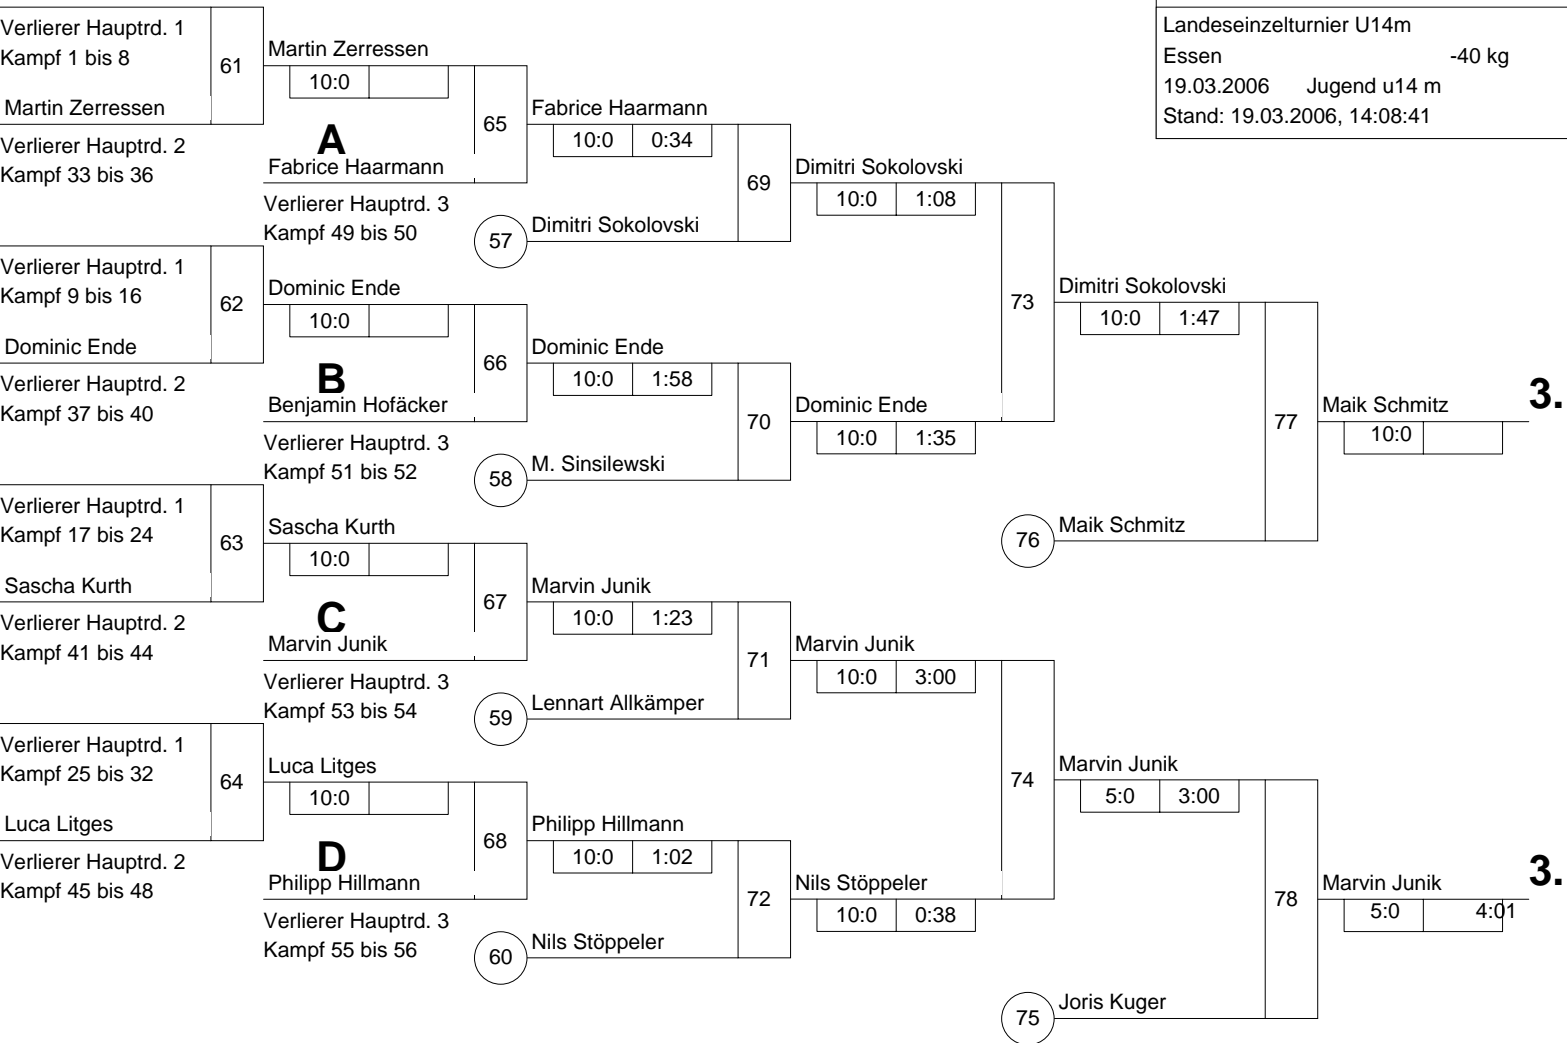 Landeseinzelturnier U14m
Essen -40 kg
19.03.2006 Jugend u14 m
Stand: 19.03.2006, 14:08:41
Verlierer Hauptrd. 1
Kampf 1 bis 8
61
Martin Zerressen
Verlierer Hauptrd. 2
Kampf 33 bis 36
Martin Zerressen
10:0
A
65
Fabrice Haarmann
Verlierer Hauptrd. 3
Kampf 49 bis 50
Fabrice Haarmann
10:0 0:34
69
57
Dimitri Sokolovski
Dimitri Sokolovski
10:0 1:08
Verlierer Hauptrd. 1
Kampf 9 bis 16
62
Dominic Ende
Verlierer Hauptrd. 2
Kampf 37 bis 40
Dominic Ende
10:0
B
66
Benjamin Hofäcker
Verlierer Hauptrd. 3
Kampf 51 bis 52
Dominic Ende
10:0 1:58
70
58
M. Sinsilewski
Dominic Ende
10:0 1:35
73
Dimitri Sokolovski
10:0 1:47
77
76
Maik Schmitz
Maik Schmitz
10:0
3.
Verlierer Hauptrd. 1
Kampf 17 bis 24
63
Sascha Kurth
Verlierer Hauptrd. 2
Kampf 41 bis 44
Sascha Kurth
10:0
C
67
Marvin Junik
Verlierer Hauptrd. 3
Kampf 53 bis 54
Marvin Junik
10:0 1:23
71
59
Lennart Allkämper
Marvin Junik
10:0 3:00
Verlierer Hauptrd. 1
Kampf 25 bis 32
64
Luca Litges
Verlierer Hauptrd. 2
Kampf 45 bis 48
Luca Litges
10:0
D
68
Philipp Hillmann
Verlierer Hauptrd. 3
Kampf 55 bis 56
Philipp Hillmann
10:0 1:02
72
60
Nils Stöppeler
Nils Stöppeler
10:0 0:38
74
Marvin Junik
5:0 3:00
78
75
Joris Kuger
Marvin Junik
5:0 4:01
3.